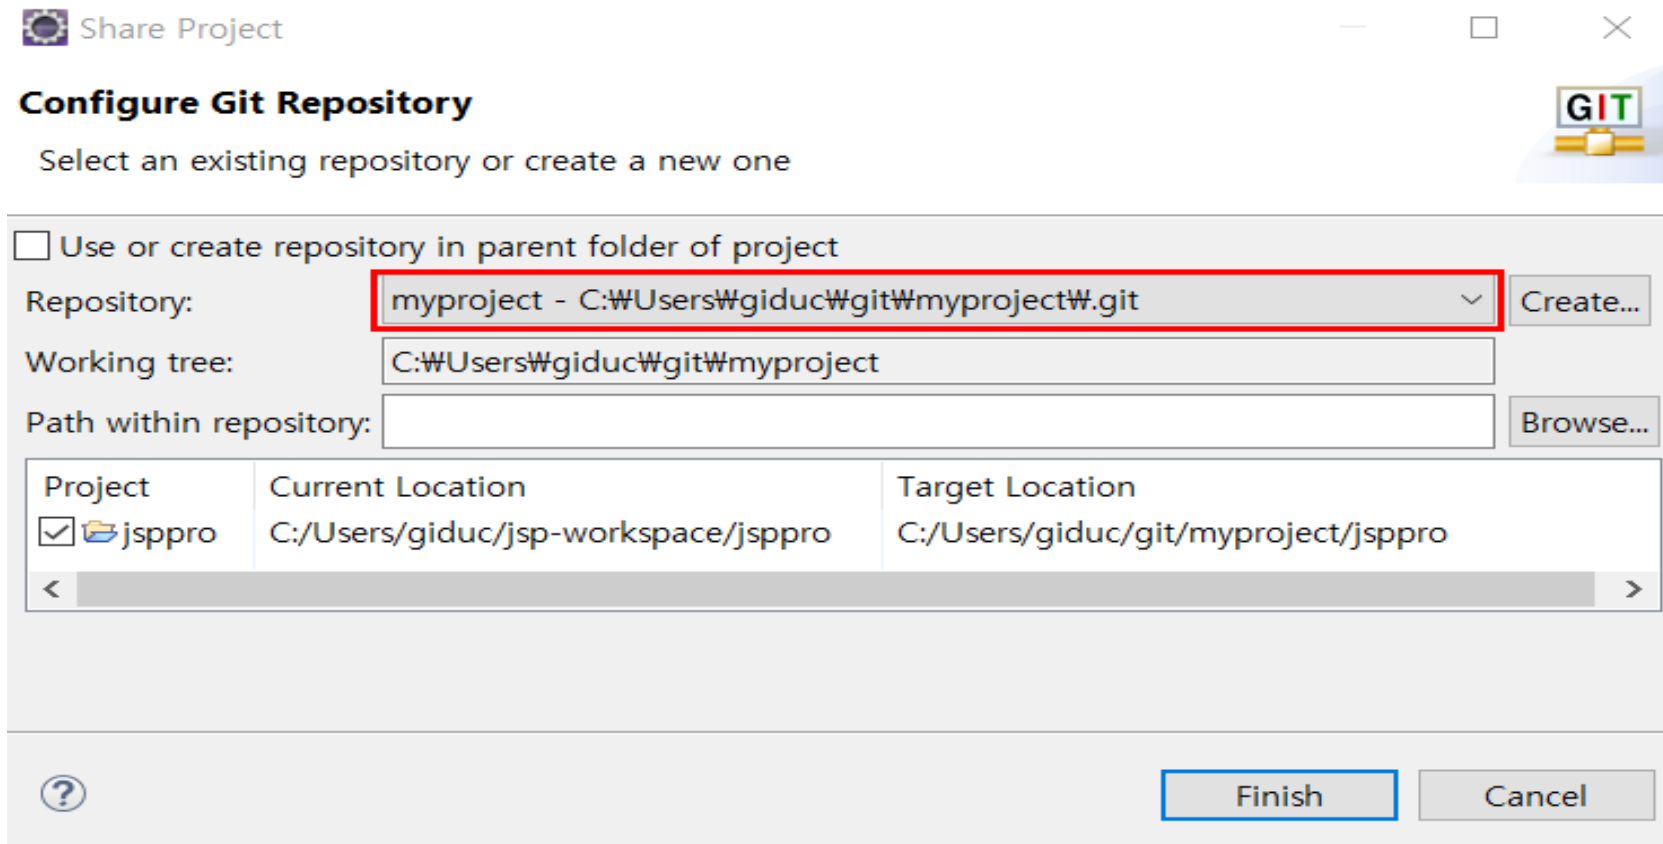 Share Project
Configure Git Repository
GIT
Select an existing repository or create a new one
Use or create repository in parent folder of project
Repository: myproject - C:₩Users₩giduc₩git₩myproject₩.git Create...
Working tree: C:₩Users₩giduc₩git₩myproject
Path within repository: Browse...
Project Current Location Target Location
jsppro C:/Users/giduc/jsp-workspace/jsppro C:/Users/giduc/git/myproject/jsppro
Finish Cancel